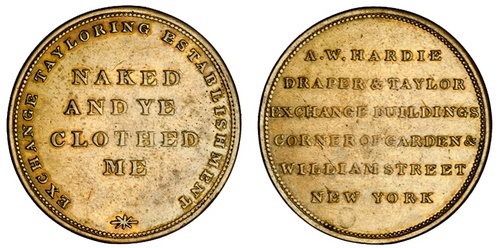 EXCHANGE TAYLORING ESTABLISHMENT
NAKED
AND YE
CLOTHED
ME
A.W. HARDIE
DRAPER & TAYLOR
EXCHANGE BUILDINGS
CORNER OF GARDEN &
WILLIAM STREET
NEW YORK